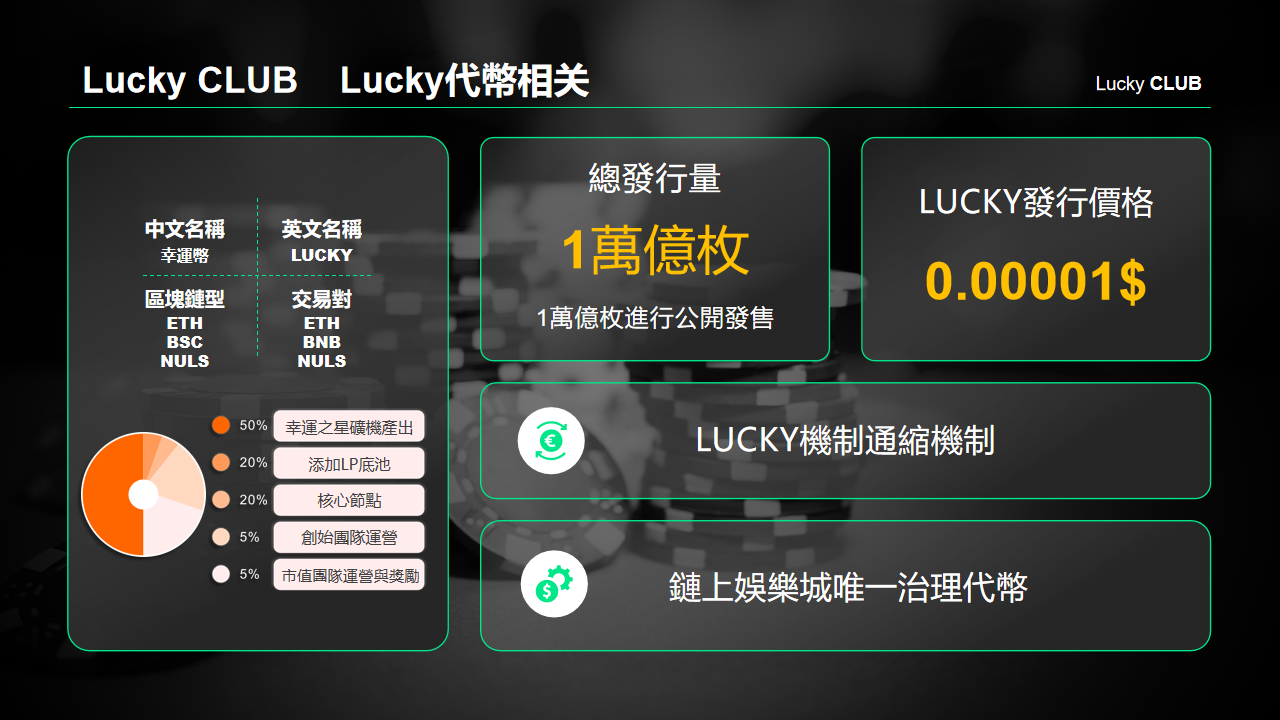 Lucky CLUB Lucky代幣相关
Lucky CLUB
中文名稱
幸運幣
英文名稱
LUCKY
區塊鏈型
ETH
BSC
NULS
交易對
ETH
BNB
NULS
50% 幸運之星礦機產出
20% 添加LP底池
20% 核心節點
5% 創始團隊運營
5% 市值團隊運營與獎勵
總發行量
1萬億枚
1萬億枚進行公開發售
LUCKY發行價格
0.00001$
LUCKY機制通縮機制
鏈上娛樂城唯一治理代幣